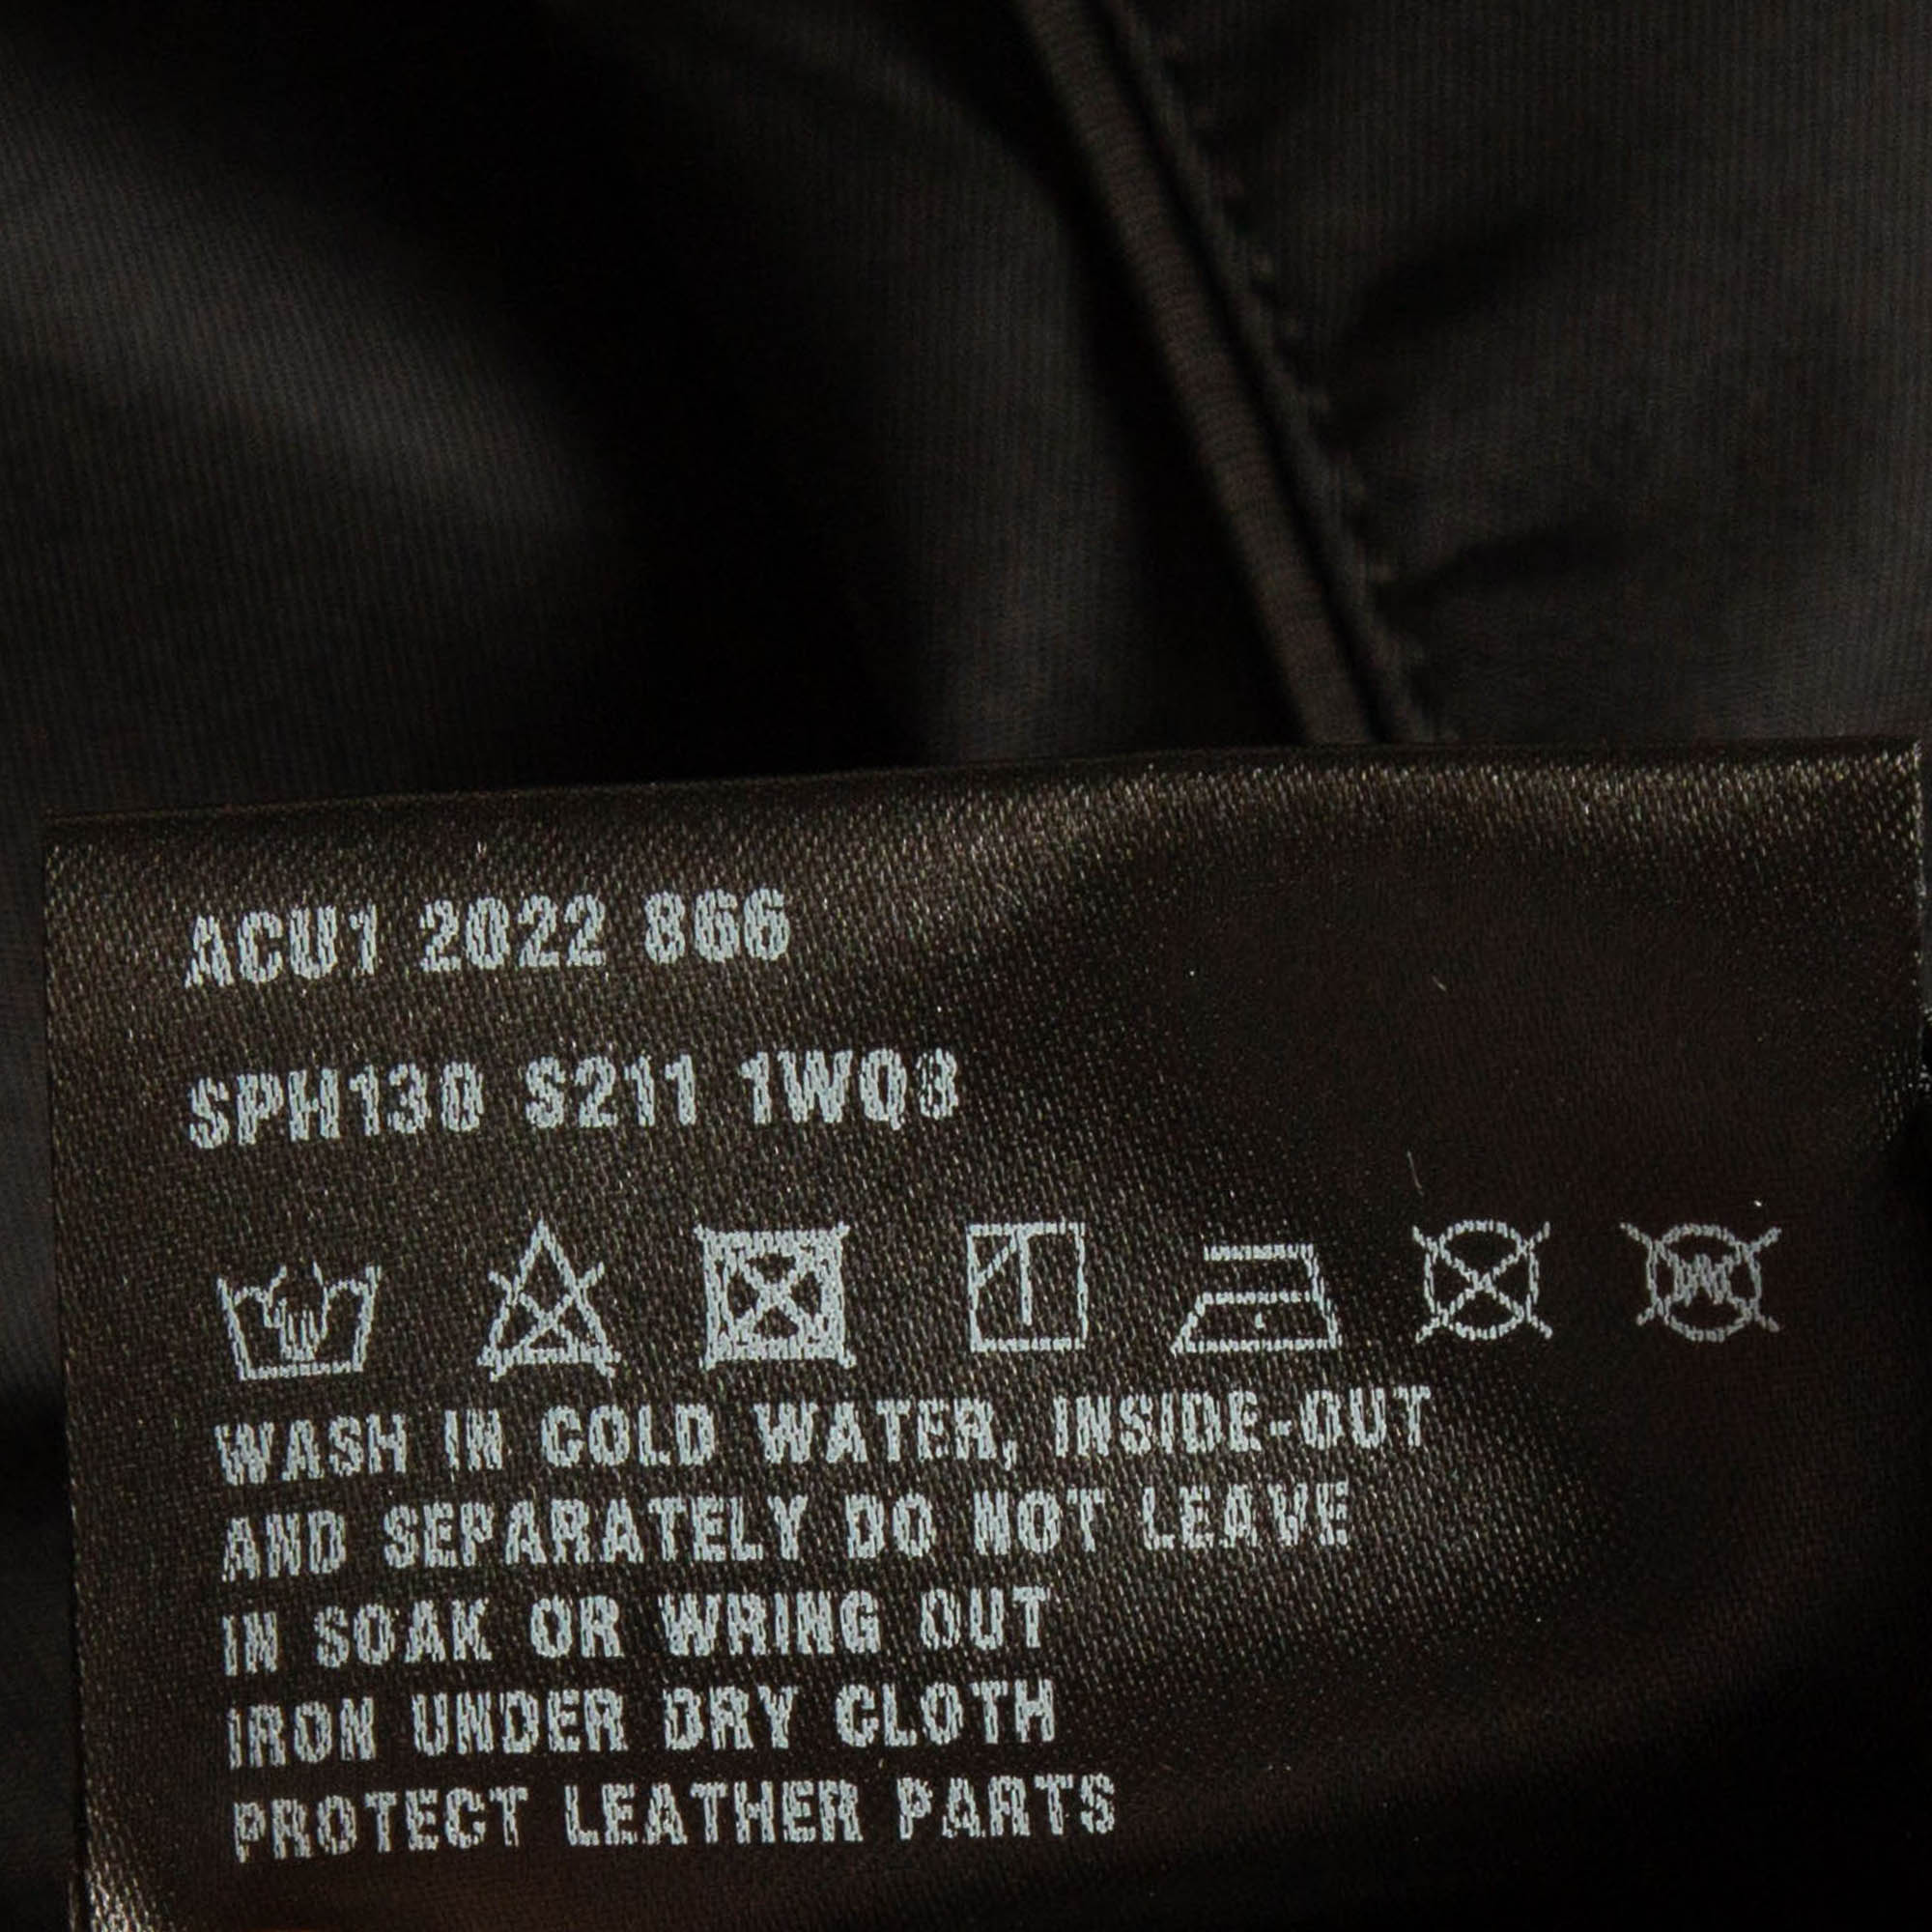 ACU1 2022 866
SPH130 S211 1WQ8
WASH IN COLD WATER, INSIDE-OUT
AND SEPARATELY DO NOT LEAVE
IN SOAK OR WRING OUT
IRON UNDER DRY CLOTH
PROTECT LEATHER PARTS